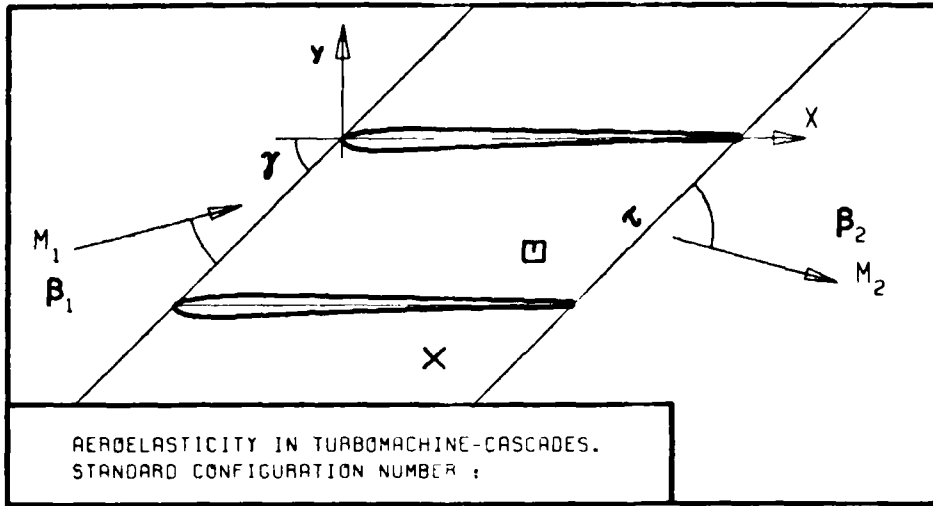 y
X
γ
M₁
β₁
τ
β₂
M₂
AEROELASTICITY IN TURBOMACHINE-CASCADES.
STANDARD CONFIGURATION NUMBER :